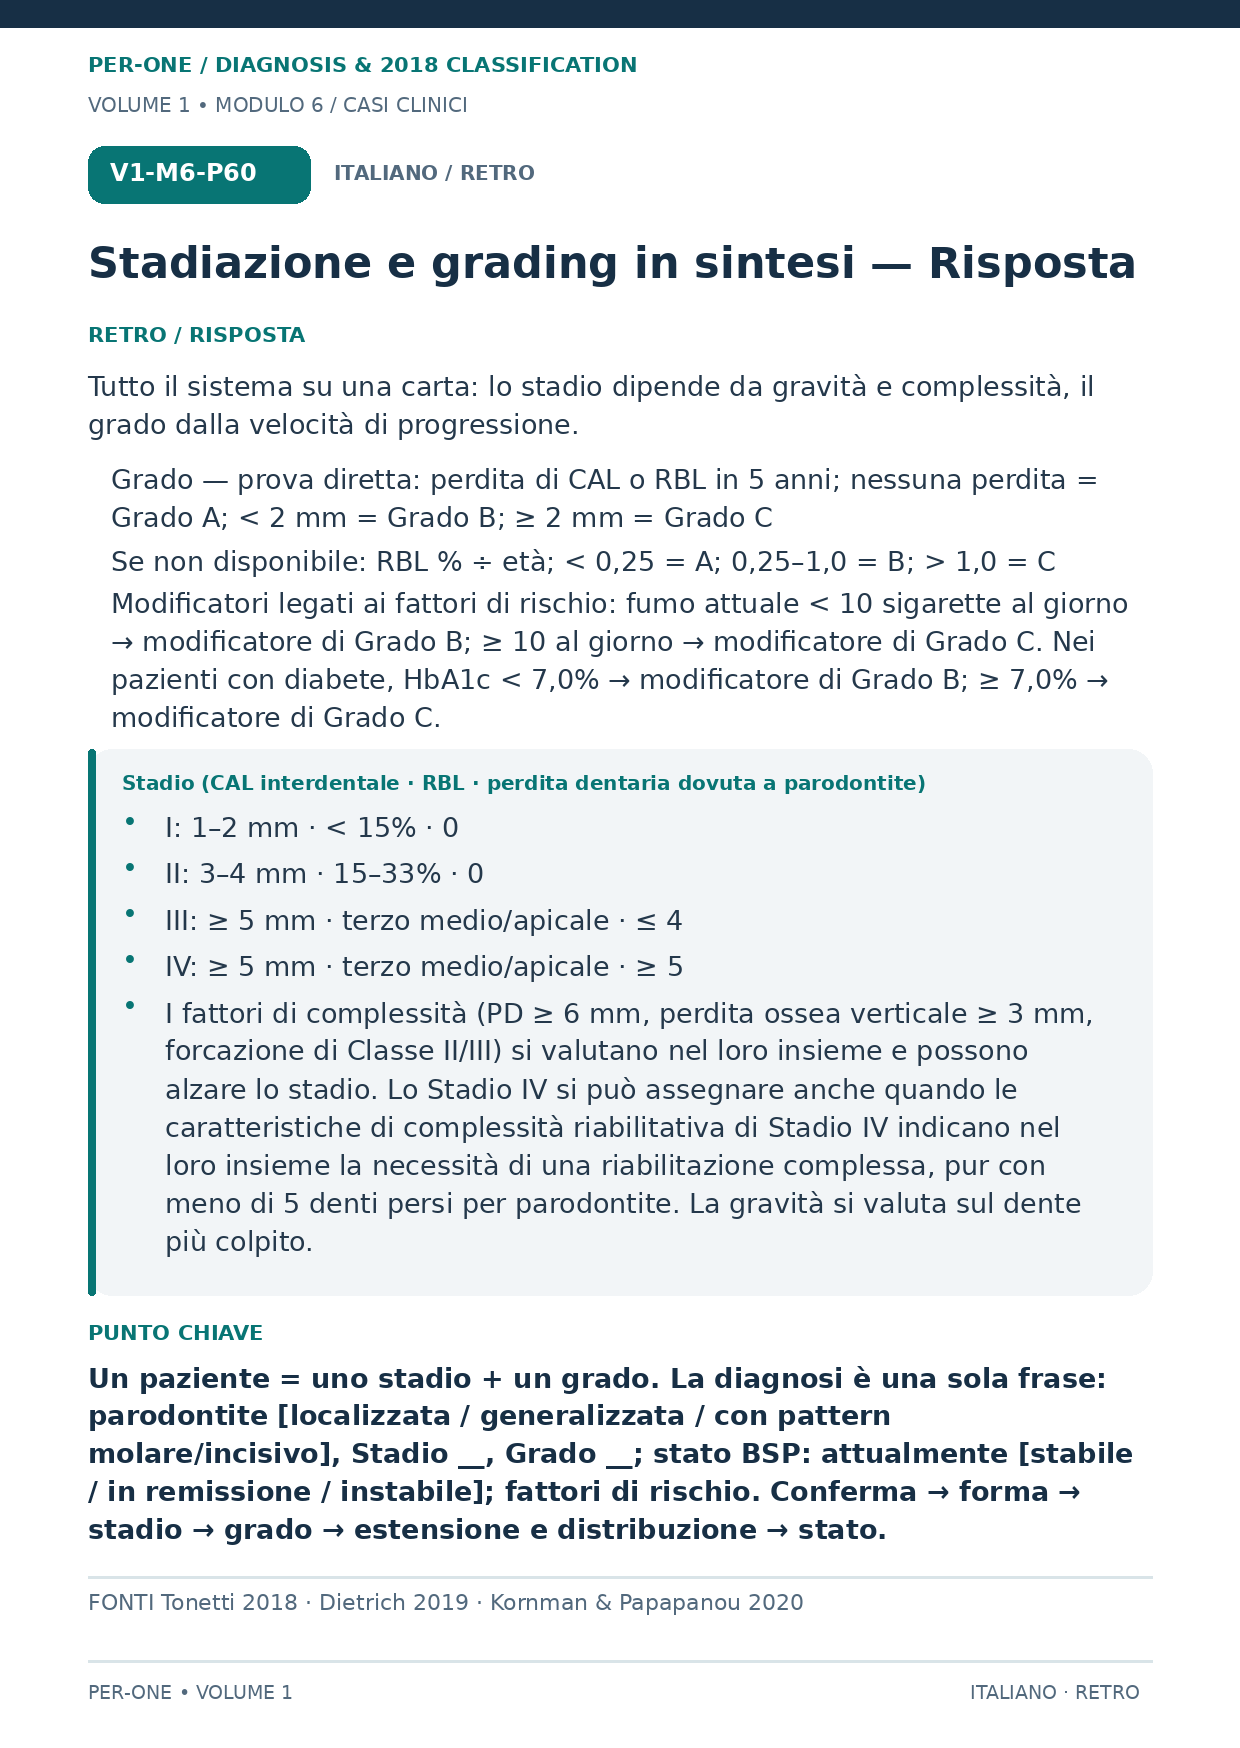 PER-ONE / DIAGNOSIS & 2018 CLASSIFICATION
VOLUME 1 • MODULO 6 / CASI CLINICI
V1-M6-P60
ITALIANO / RETRO
Stadiazione e grading in sintesi — Risposta
RETRO / RISPOSTA
Tutto il sistema su una carta: lo stadio dipende da gravità e complessità, il
grado dalla velocità di progressione.
Grado — prova diretta: perdita di CAL o RBL in 5 anni; nessuna perdita =
Grado A; < 2 mm = Grado B; ≥ 2 mm = Grado C
Se non disponibile: RBL % ÷ età; < 0,25 = A; 0,25–1,0 = B; > 1,0 = C
Modificatori legati ai fattori di rischio: fumo attuale < 10 sigarette al giorno
→ modificatore di Grado B; ≥ 10 al giorno → modificatore di Grado C. Nei
pazienti con diabete, HbA1c < 7,0% → modificatore di Grado B; ≥ 7,0% →
modificatore di Grado C.
Stadio (CAL interdentale · RBL · perdita dentaria dovuta a parodontite)
• I: 1–2 mm · < 15% · 0
• II: 3–4 mm · 15–33% · 0
• III: ≥ 5 mm · terzo medio/apicale · ≤ 4
• IV: ≥ 5 mm · terzo medio/apicale · ≥ 5
• I fattori di complessità (PD ≥ 6 mm, perdita ossea verticale ≥ 3 mm,
forcazione di Classe II/III) si valutano nel loro insieme e possono
alzare lo stadio. Lo Stadio IV si può assegnare anche quando le
caratteristiche di complessità riabilitativa di Stadio IV indicano nel
loro insieme la necessità di una riabilitazione complessa, pur con
meno di 5 denti persi per parodontite. La gravità si valuta sul dente
più colpito.
PUNTO CHIAVE
Un paziente = uno stadio + un grado. La diagnosi è una sola frase:
parodontite [localizzata / generalizzata / con pattern
molare/incisivo], Stadio __, Grado __; stato BSP: attualmente [stabile
/ in remissione / instabile]; fattori di rischio. Conferma → forma →
stadio → grado → estensione e distribuzione → stato.
FONTI Tonetti 2018 · Dietrich 2019 · Kornman & Papapanou 2020
PER-ONE • VOLUME 1
ITALIANO · RETRO